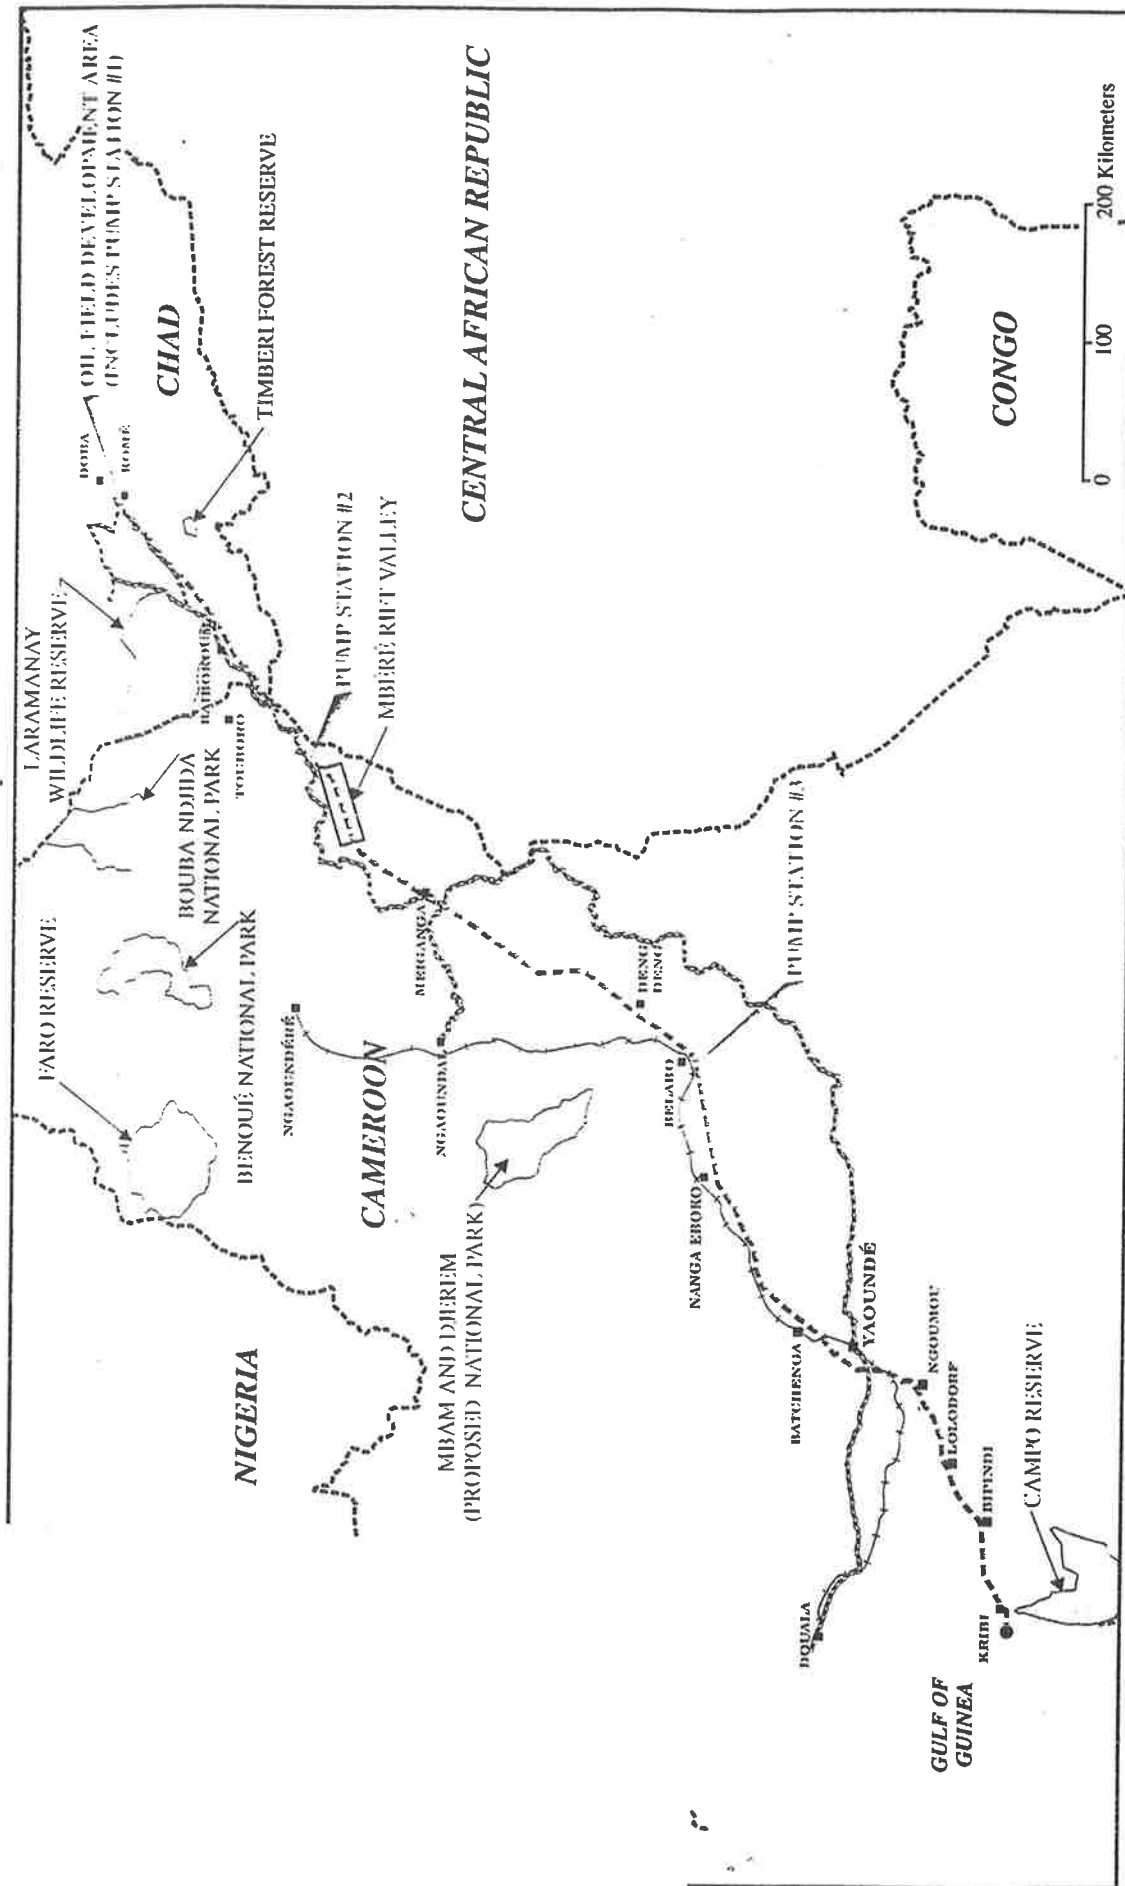 FARO RESERVE
LARAMANAY
WILDLIFE RESERVE
DOBA
ROMÉ
OIL FIELD DEVELOPMENT AREA
(INCLUDES PUMP STATION #1)
CHAD
BENOUÉ NATIONAL PARK
BOUBA NDJIDA
NATIONAL PARK
TOUBORO
BAIBOKOUM
TIMBERI FOREST RESERVE
NIGERIA
NGAOUNDÉRÉ
CAMEROON
PUMP STATION #2
MBÉRÉ RIFT VALLEY
MEIGANGA
NGAOUNDAL
MBAM AND DJEREM
(PROPOSED NATIONAL PARK)
CENTRAL AFRICAN REPUBLIC
DENG
DENG
BELABO
NANGA EBOKO
PUMP STATION #3
BATCHENGA
YAOUNDÉ
DOUALA
NGOUMOU
LOLODORF
BIPINDI
KRIBI
GULF OF
GUINEA
CAMPO RESERVE
CONGO
0 100 200 Kilometers